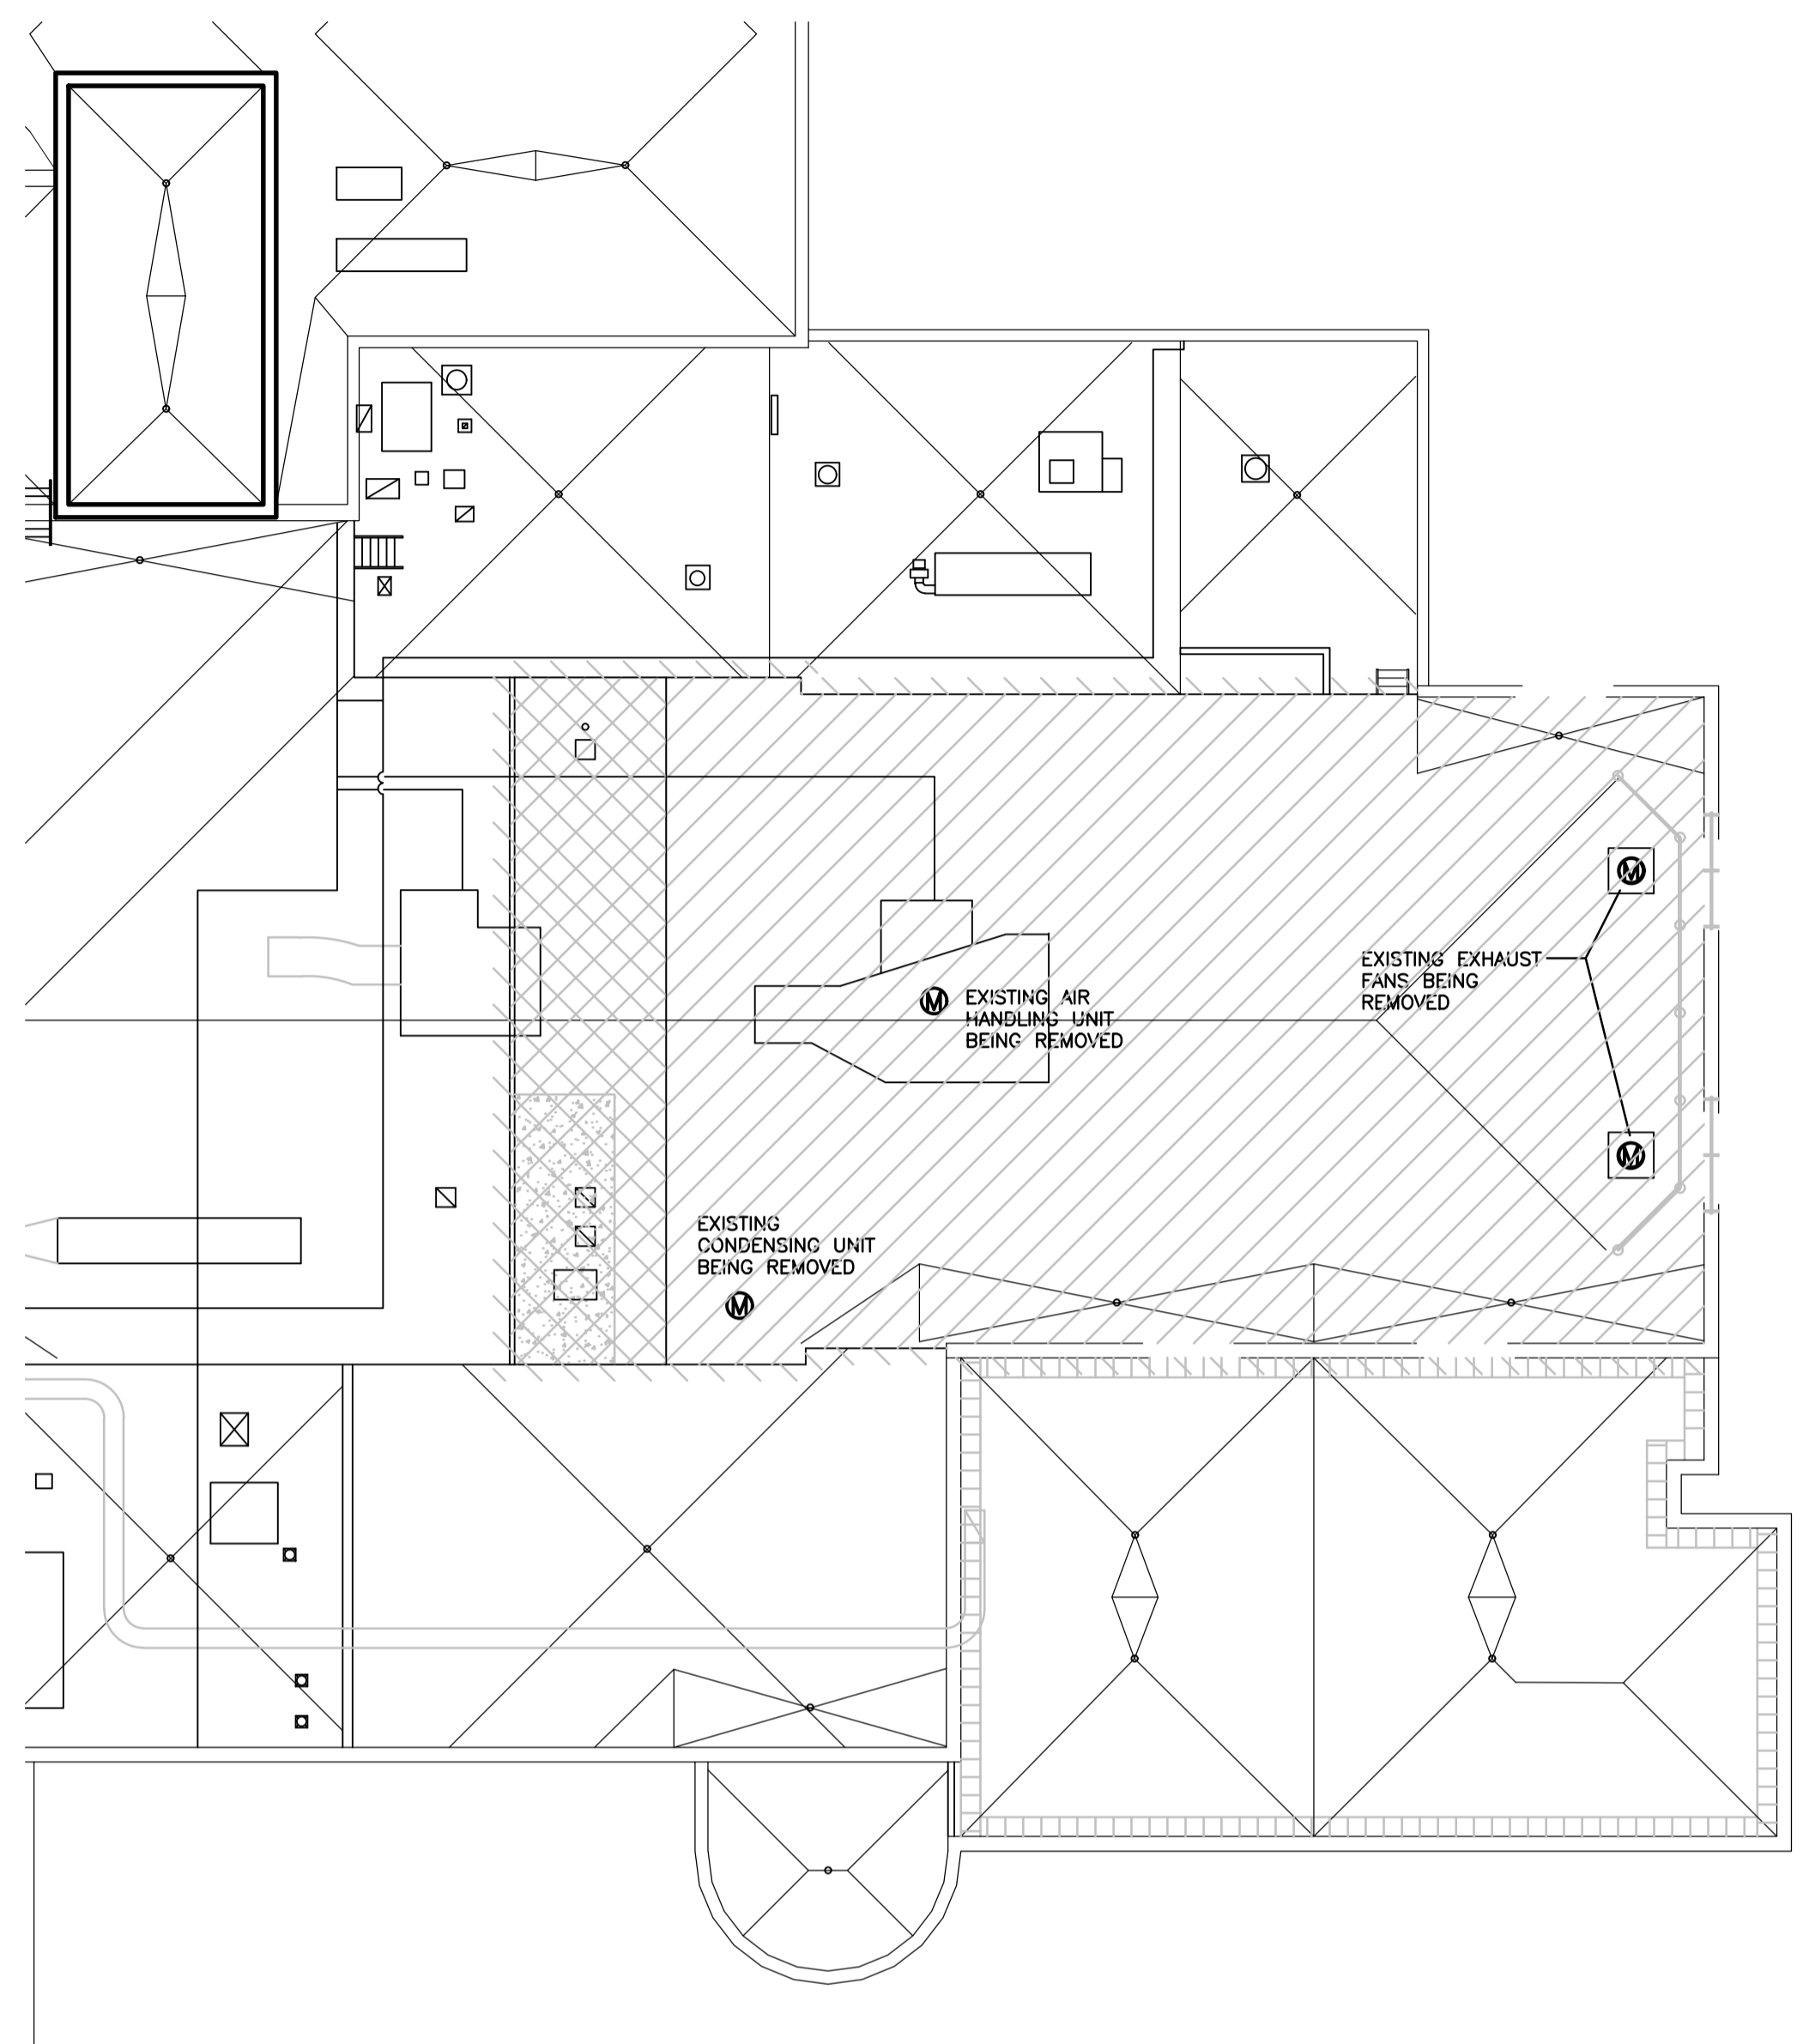 M
EXISTING EXHAUST
FANS BEING
REMOVED
M
EXISTING AIR
HANDLING UNIT
BEING REMOVED
M
EXISTING
CONDENSING UNIT
BEING REMOVED
M